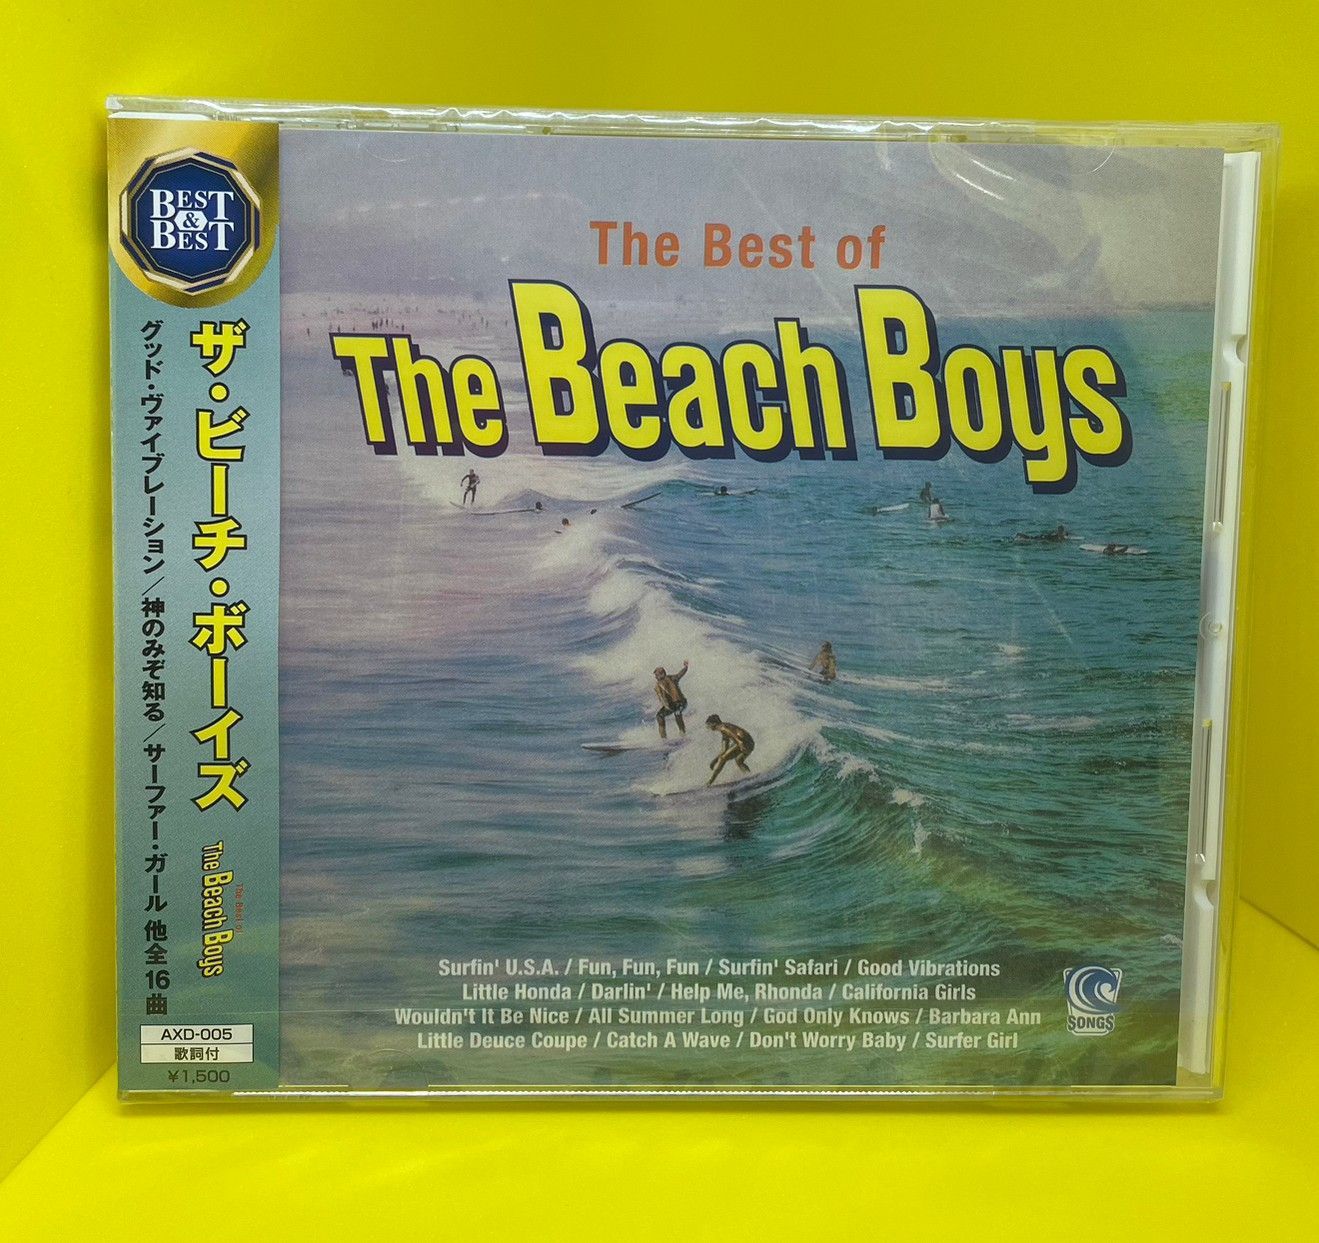 BEST
&
BEST
ザ・ビーチ・ボーイズ
グッド・ヴァイブレーション／神のみぞ知る／サーファー・ガール 他全16曲
The Best of
The Beach Boys
AXD-005
歌詞付
￥1,500
The Best of
The Beach Boys
Surfin' U.S.A. / Fun, Fun, Fun / Surfin' Safari / Good Vibrations
Little Honda / Darlin' / Help Me, Rhonda / California Girls
Wouldn't It Be Nice / All Summer Long / God Only Knows / Barbara Ann
Little Deuce Coupe / Catch A Wave / Don't Worry Baby / Surfer Girl
SONGS